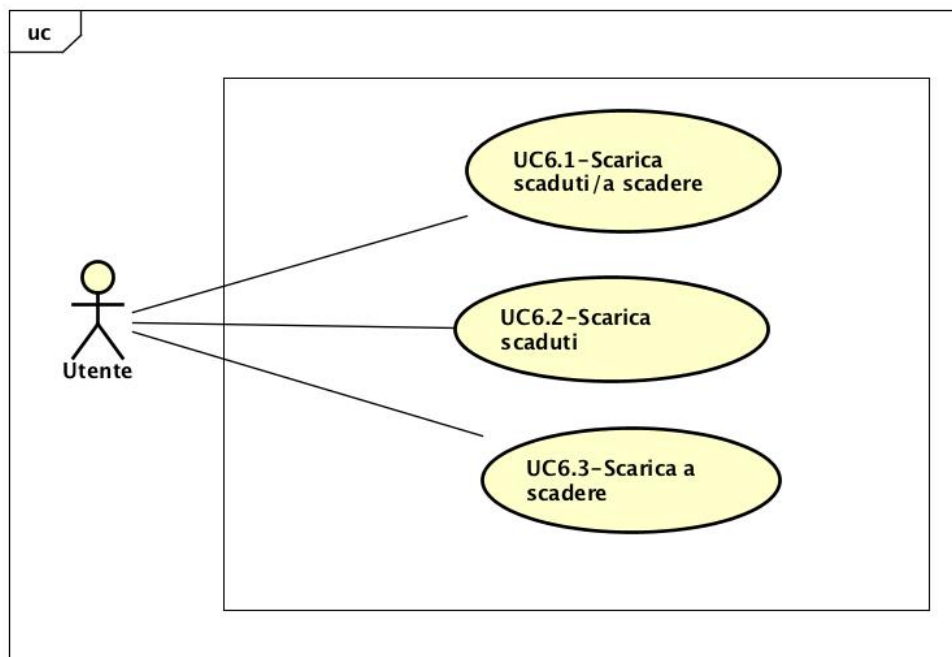 uc
UC6.1-Scarica
scaduti/a scadere
UC6.2-Scarica
scaduti
Utente
UC6.3-Scarica a
scadere